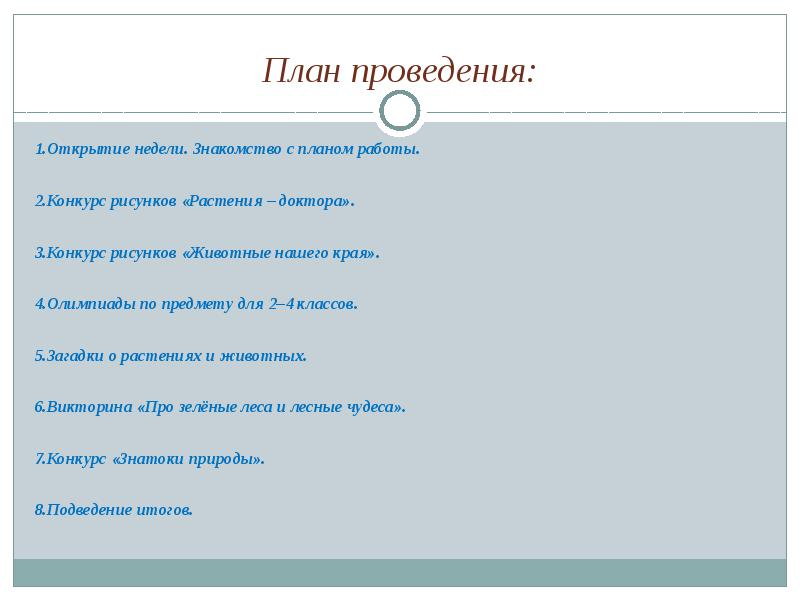 План проведения:
1.Открытие недели. Знакомство с планом работы.
2.Конкурс рисунков «Растения – доктора».
3.Конкурс рисунков «Животные нашего края».
4.Олимпиады по предмету для 2–4 классов.
5.Загадки о растениях и животных.
6.Викторина «Про зелёные леса и лесные чудеса».
7.Конкурс «Знатоки природы».
8.Подведение итогов.